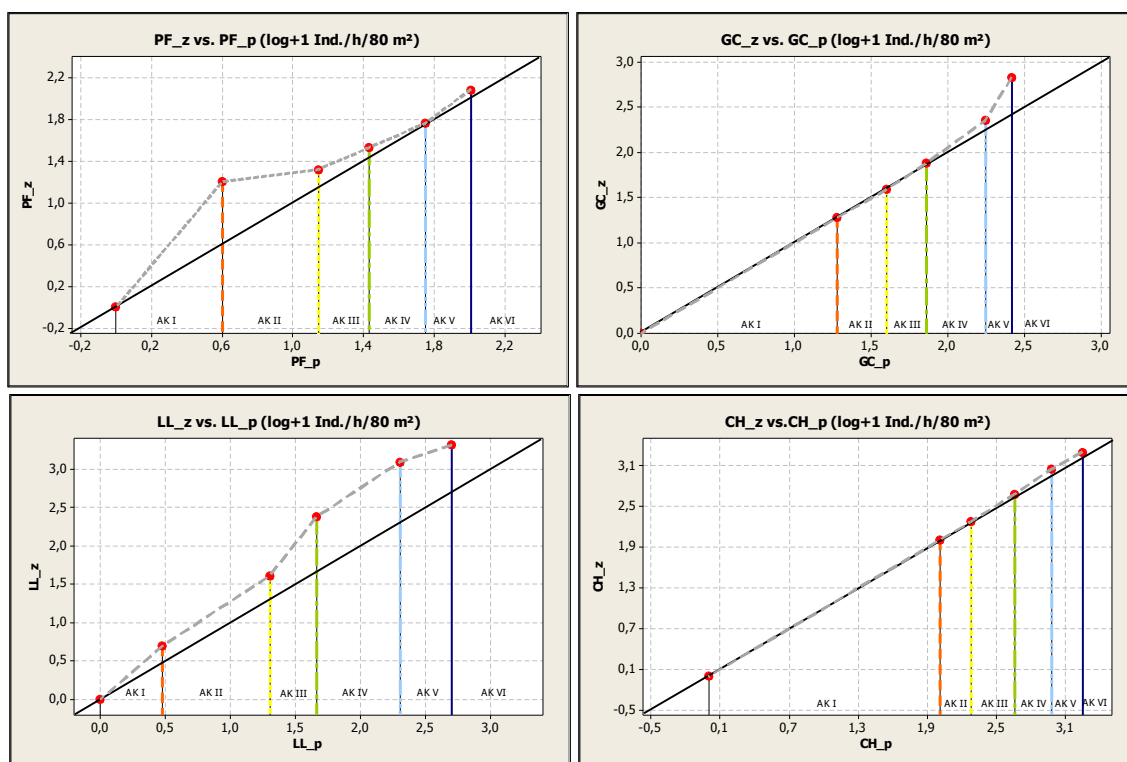 PF_z vs. PF_p (log+1 Ind./h/80 m²)
2,2
1,8
1,4
1,0
0,6
0,2
-0,2
PF_z
AK I
AK II
AK III
AK IV
AK V
AK VI
-0,2
0,2
0,6
1,0
1,4
1,8
2,2
PF_p
GC_z vs. GC_p (log+1 Ind./h/80 m²)
3,0
2,5
2,0
1,5
1,0
0,5
0,0
GC_z
AK I
AK II
AK III
AK IV
AK V
AK VI
0,0
0,5
1,0
1,5
2,0
2,5
3,0
GC_p
LL_z vs. LL_p (log+1 Ind./h/80 m²)
3,0
2,5
2,0
1,5
1,0
0,5
0,0
LL_z
AK I
AK II
AK III
AK IV
AK V
AK VI
0,0
0,5
1,0
1,5
2,0
2,5
3,0
LL_p
CH_z vs.CH_p (log+1 Ind./h/80 m²)
3,1
2,5
1,9
1,3
0,7
0,1
-0,5
CH_z
AK I
AK II
AK III
AK IV
AK V
AK VI
-0,5
0,1
0,7
1,3
1,9
2,5
3,1
CH_p